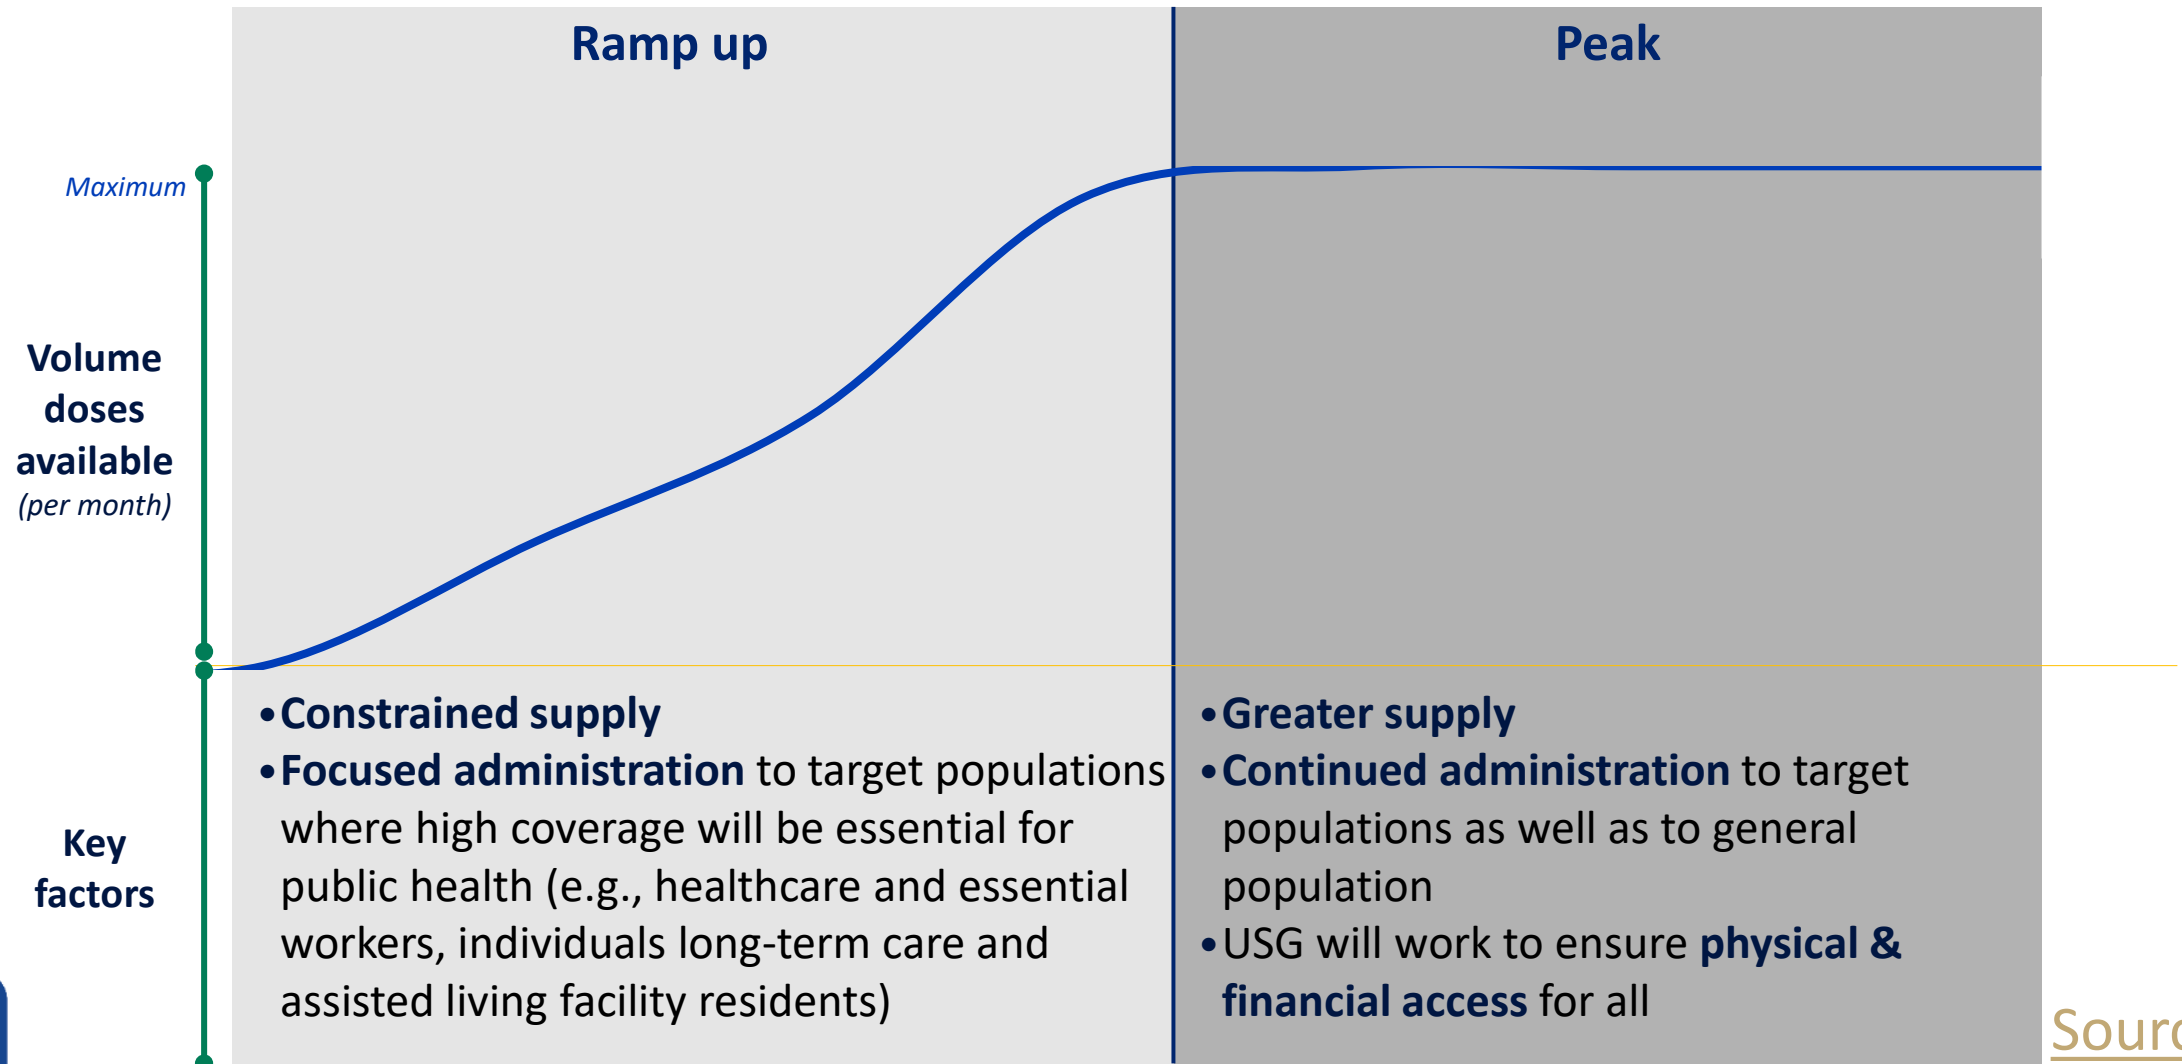 Ramp up
Peak
Maximum
Volume
doses
available
(per month)
Key
factors
•Constrained supply
•Focused administration to target populations
where high coverage will be essential for
public health (e.g., healthcare and essential
workers, individuals long-term care and
assisted living facility residents)
•Greater supply
•Continued administration to target
populations as well as to general
population
•USG will work to ensure physical &
financial access for all